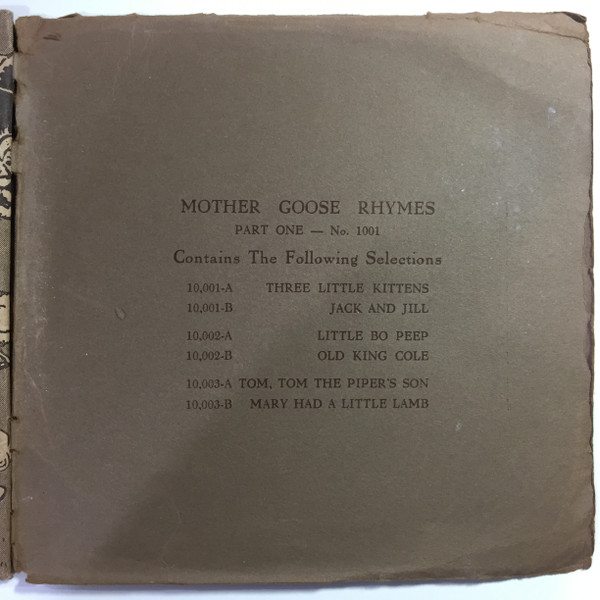 MOTHER GOOSE RHYMES
PART ONE — No. 1001
Contains The Following Selections
10,001-A THREE LITTLE KITTENS
10,001-B JACK AND JILL
10,002-A LITTLE BO PEEP
10,002-B OLD KING COLE
10,003-A TOM, TOM THE PIPER'S SON
10,003-B MARY HAD A LITTLE LAMB